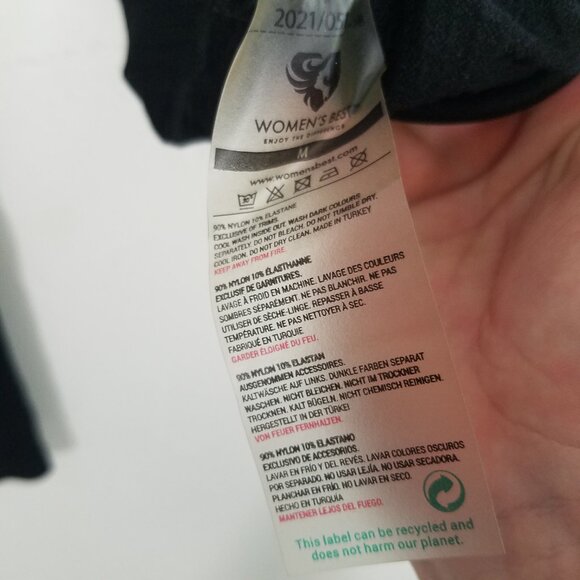 2021/05
WOMEN'S BEST
ENJOY THE DIFFERENCE
M
www.womensbest.com
30
90% NYLON 10% ELASTANE
EXCLUSIVE OF TRIMS.
COOL WASH INSIDE OUT. WASH DARK COLOURS
SEPARATELY. DO NOT BLEACH. DO NOT TUMBLE DRY.
COOL IRON. DO NOT DRY CLEAN. MADE IN TURKEY
KEEP AWAY FROM FIRE.
90% NYLON 10% ÉLASTHANNE
EXCLUSIF DE GARNITURES.
LAVAGE À FROID EN MACHINE. LAVAGE DES COULEURS
SOMBRES SÉPARÉMENT. NE PAS BLANCHIR. NE PAS
UTILISER DE SÈCHE-LINGE. REPASSER À BASSE
TEMPÉRATURE. NE PAS NETTOYER À SEC.
FABRIQUÉ EN TURQUIE.
GARDER ÉLOIGNÉ DU FEU.
90% NYLON 10% ELASTAN
AUSGENOMMEN ACCESSOIRES.
KALTWÄSCHE AUF LINKS. DUNKLE FARBEN SEPARAT
WASCHEN. NICHT BLEICHEN. NICHT IM TROCKNER
TROCKNEN. KALT BÜGELN. NICHT CHEMISCH REINIGEN.
HERGESTELLT IN DER TÜRKEI
VON FEUER FERNHALTEN.
90% NYLON 10% ELASTANO
EXCLUSIVO DE ACCESORIOS.
LAVAR EN FRÍO Y DEL REVÉS. LAVAR COLORES OSCUROS
POR SEPARADO. NO USAR LEJÍA. NO USAR SECADORA.
PLANCHAR EN FRÍO. NO LAVAR EN SECO.
HECHO EN TURQUÍA
MANTENER LEJOS DEL FUEGO.
This label can be recycled and
does not harm our planet.